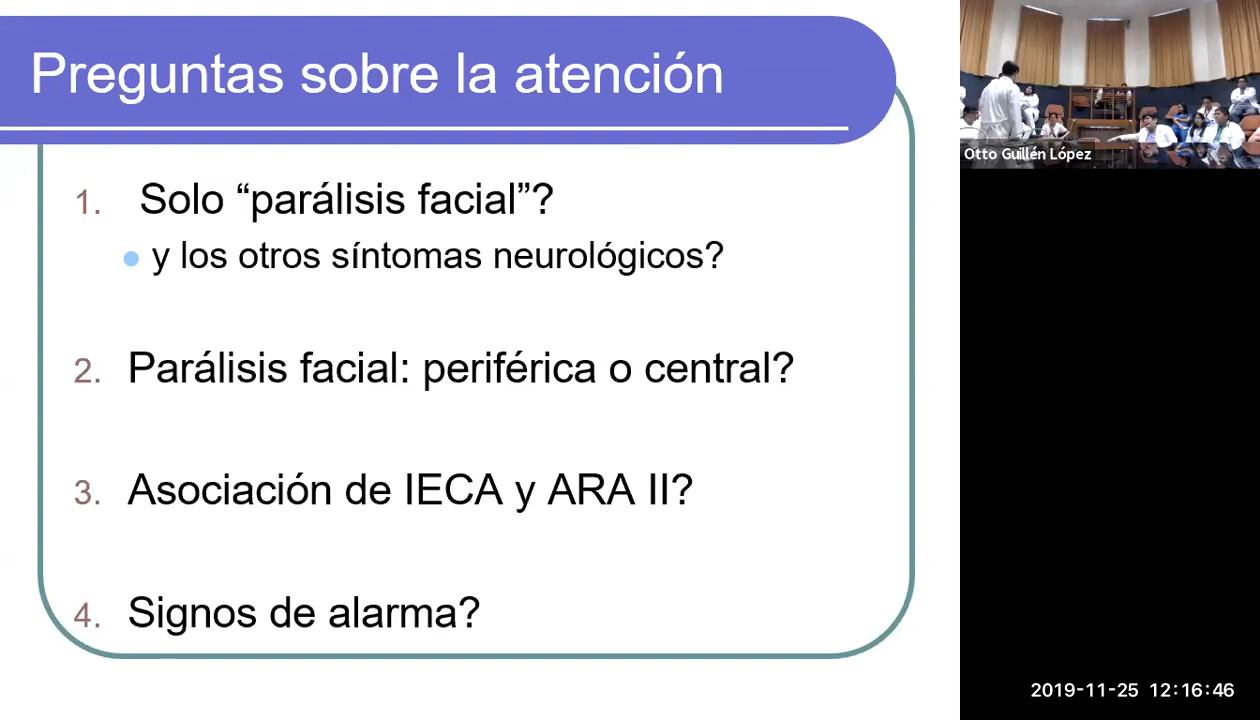 Preguntas sobre la atención
1. Solo “parálisis facial”?
y los otros síntomas neurológicos?
2. Parálisis facial: periférica o central?
3. Asociación de IECA y ARA II?
4. Signos de alarma?
Otto Guillén López
2019-11-25 12:16:46